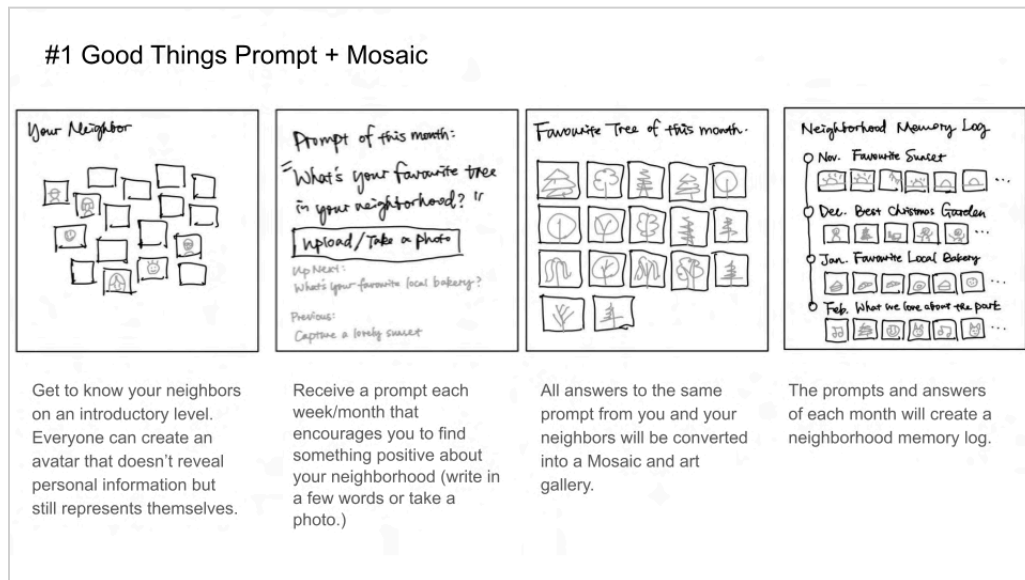 #1 Good Things Prompt + Mosaic
Your Neighbor
Prompt of this month:
"What's your favourite tree
in your neighborhood?"
Upload/Take a photo
Up Next:
What's your favourite local bakery?
Previous:
Capture a lovely sunset
Favourite Tree of this month.
Neighborhood Memory Log
Nov. Favourite Sunset
...
Dec. Best Christmas Garden
...
Jan. Favourite Local Bakery
...
Feb. What we love about the park
...
Get to know your neighbors
on an introductory level.
Everyone can create an
avatar that doesn't reveal
personal information but
still represents themselves.
Receive a prompt each
week/month that
encourages you to find
something positive about
your neighborhood (write in
a few words or take a
photo.)
All answers to the same
prompt from you and your
neighbors will be converted
into a Mosaic and art
gallery.
The prompts and answers
of each month will create a
neighborhood memory log.